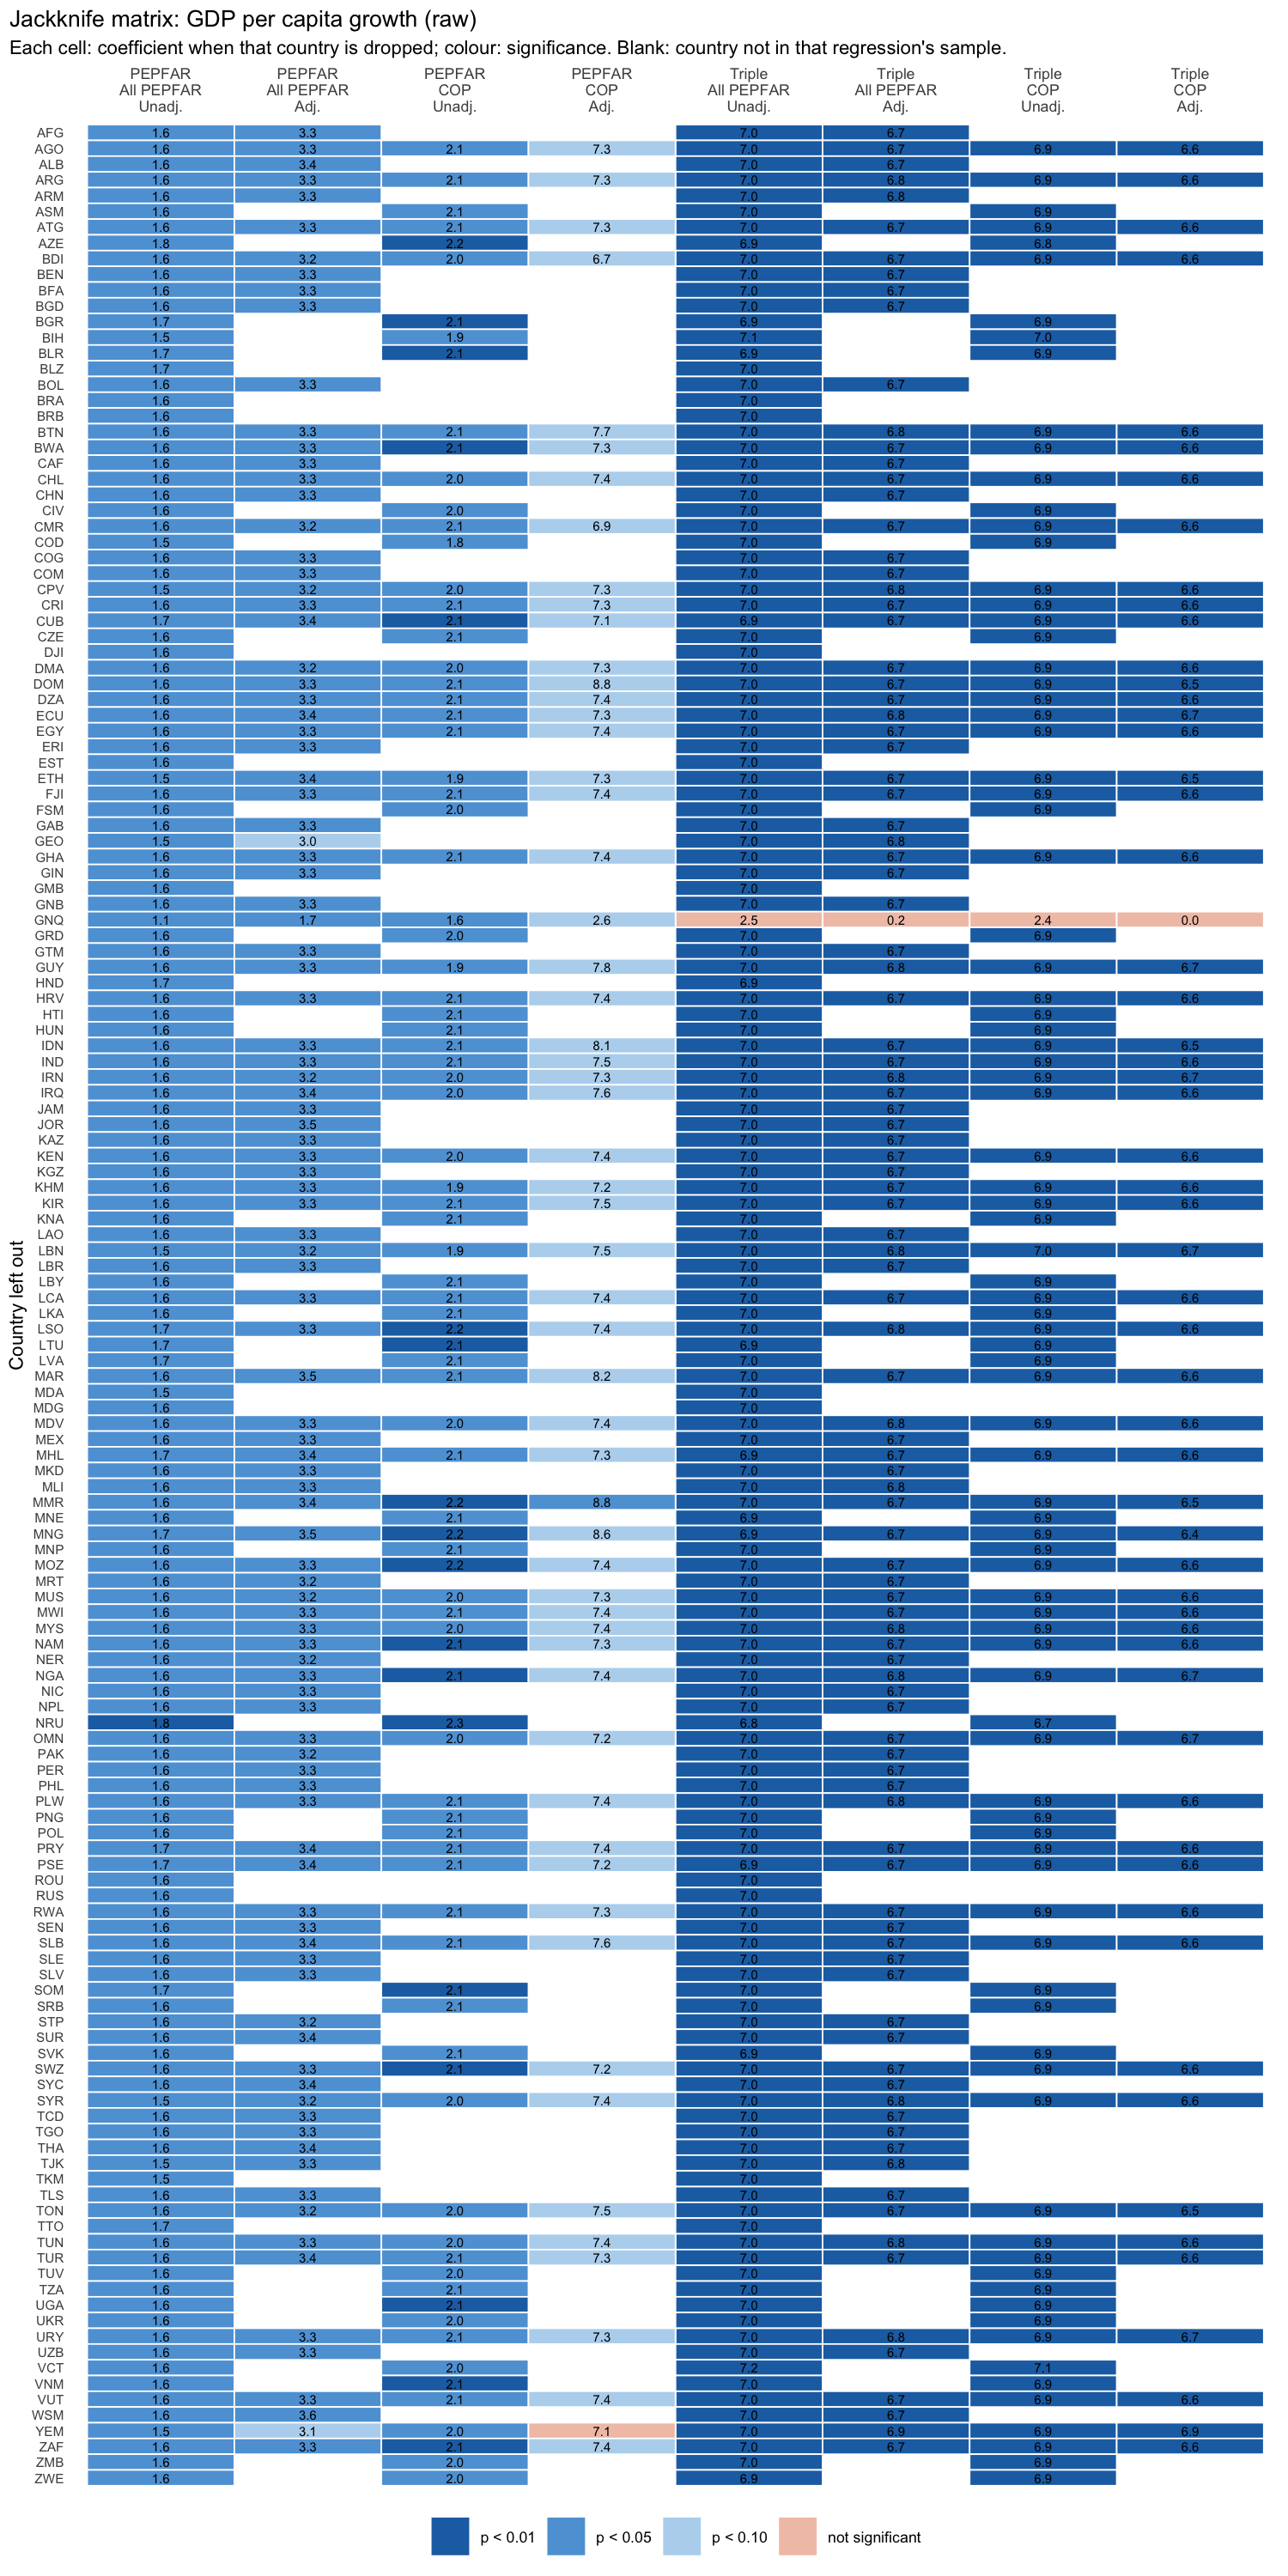 Jackknife matrix: GDP per capita growth (raw)
Each cell: coefficient when that country is dropped; colour: significance. Blank: country not in that regression's sample.
PEPFAR PEPFAR PEPFAR PEPFAR Triple Triple Triple Triple
All PEPFAR All PEPFAR COP COP All PEPFAR All PEPFAR COP COP
Unadj. Adj. Unadj. Adj. Unadj. Adj. Unadj. Adj.
AFG 1.6 3.3 7.0 6.7
AGO 1.6 3.3 2.1 7.3 7.0 6.7 6.9 6.6
ALB 1.6 3.4 7.0 6.7
ARG 1.6 3.3 2.1 7.3 7.0 6.8 6.9 6.6
ARM 1.6 3.3 7.0 6.8
ASM 1.6 2.1 7.0 6.9
ATG 1.6 3.3 2.1 7.3 7.0 6.7 6.9 6.6
AZE 1.8 2.2 6.9 6.8
BDI 1.6 3.2 2.0 6.7 7.0 6.7 6.9 6.6
BEN 1.6 3.3 7.0 6.7
BFA 1.6 3.3 7.0 6.7
BGD 1.6 3.3 7.0 6.7
BGR 1.7 2.1 6.9 6.9
BIH 1.5 1.9 7.1 7.0
BLR 1.7 2.1 6.9 6.9
BLZ 1.7 7.0
BOL 1.6 3.3 7.0 6.7
BRA 1.6 7.0
BRB 1.6 7.0
BTN 1.6 3.3 2.1 7.7 7.0 6.8 6.9 6.6
BWA 1.6 3.3 2.1 7.3 7.0 6.7 6.9 6.6
CAF 1.6 3.3 7.0 6.7
CHL 1.6 3.3 2.0 7.4 7.0 6.7 6.9 6.6
CHN 1.6 3.3 7.0 6.7
CIV 1.6 2.0 7.0 6.9
CMR 1.6 3.2 2.1 6.9 7.0 6.7 6.9 6.6
COD 1.5 1.8 7.0 6.9
COG 1.6 3.3 7.0 6.7
COM 1.6 3.3 7.0 6.7
CPV 1.5 3.2 2.0 7.3 7.0 6.8 6.9 6.6
CRI 1.6 3.3 2.1 7.3 7.0 6.7 6.9 6.6
CUB 1.7 3.4 2.1 7.1 6.9 6.7 6.9 6.6
CZE 1.6 2.1 7.0 6.9
DJI 1.6 7.0
DMA 1.6 3.2 2.0 7.3 7.0 6.7 6.9 6.6
DOM 1.6 3.3 2.1 8.8 7.0 6.7 6.9 6.5
DZA 1.6 3.3 2.1 7.4 7.0 6.7 6.9 6.6
ECU 1.6 3.4 2.1 7.3 7.0 6.8 6.9 6.7
EGY 1.6 3.3 2.1 7.4 7.0 6.7 6.9 6.6
ERI 1.6 3.3 7.0 6.7
EST 1.6 7.0
ETH 1.5 3.4 1.9 7.3 7.0 6.7 6.9 6.5
FJI 1.6 3.3 2.1 7.4 7.0 6.7 6.9 6.6
FSM 1.6 2.0 7.0 6.9
GAB 1.6 3.3 7.0 6.7
GEO 1.5 3.0 7.0 6.8
GHA 1.6 3.3 2.1 7.4 7.0 6.7 6.9 6.6
GIN 1.6 3.3 7.0 6.7
GMB 1.6 7.0
GNB 1.6 3.3 7.0 6.7
GNQ 1.1 1.7 1.6 2.6 2.5 0.2 2.4 0.0
GRD 1.6 2.0 7.0 6.9
GTM 1.6 3.3 7.0 6.7
GUY 1.6 3.3 1.9 7.8 7.0 6.8 6.9 6.7
HND 1.7 6.9
HRV 1.6 3.3 2.1 7.4 7.0 6.7 6.9 6.6
HTI 1.6 2.1 7.0 6.9
HUN 1.6 2.1 7.0 6.9
IDN 1.6 3.3 2.1 8.1 7.0 6.7 6.9 6.5
IND 1.6 3.3 2.1 7.5 7.0 6.7 6.9 6.6
IRN 1.6 3.2 2.0 7.3 7.0 6.8 6.9 6.7
IRQ 1.6 3.4 2.0 7.6 7.0 6.7 6.9 6.6
JAM 1.6 3.3 7.0 6.7
JOR 1.6 3.5 7.0 6.7
KAZ 1.6 3.3 7.0 6.7
KEN 1.6 3.3 2.0 7.4 7.0 6.7 6.9 6.6
KGZ 1.6 3.3 7.0 6.7
KHM 1.6 3.3 1.9 7.2 7.0 6.7 6.9 6.6
KIR 1.6 3.3 2.1 7.5 7.0 6.7 6.9 6.6
KNA 1.6 2.1 7.0 6.9
LAO 1.6 3.3 7.0 6.7
LBN 1.5 3.2 1.9 7.5 7.0 6.8 7.0 6.7
LBR 1.6 3.3 7.0 6.7
LBY 1.6 2.1 7.0 6.9
LCA 1.6 3.3 2.1 7.4 7.0 6.7 6.9 6.6
LKA 1.6 2.1 7.0 6.9
LSO 1.7 3.3 2.2 7.4 7.0 6.8 6.9 6.6
LTU 1.7 2.1 6.9 6.9
LVA 1.7 2.1 7.0 6.9
MAR 1.6 3.5 2.1 8.2 7.0 6.7 6.9 6.6
MDA 1.5 7.0
MDG 1.6 7.0
MDV 1.6 3.3 2.0 7.4 7.0 6.8 6.9 6.6
MEX 1.6 3.3 7.0 6.7
MHL 1.7 3.4 2.1 7.3 6.9 6.7 6.9 6.6
MKD 1.6 3.3 7.0 6.7
MLI 1.6 3.3 7.0 6.8
MMR 1.6 3.4 2.2 8.8 7.0 6.7 6.9 6.5
MNE 1.6 2.1 6.9 6.9
MNG 1.7 3.5 2.2 8.6 6.9 6.7 6.9 6.4
MNP 1.6 2.1 7.0 6.9
MOZ 1.6 3.3 2.2 7.4 7.0 6.7 6.9 6.6
MRT 1.6 3.2 7.0 6.7
MUS 1.6 3.2 2.0 7.3 7.0 6.7 6.9 6.6
MWI 1.6 3.3 2.1 7.4 7.0 6.7 6.9 6.6
MYS 1.6 3.3 2.0 7.4 7.0 6.8 6.9 6.6
NAM 1.6 3.3 2.1 7.3 7.0 6.7 6.9 6.6
NER 1.6 3.2 7.0 6.7
NGA 1.6 3.3 2.1 7.4 7.0 6.8 6.9 6.7
NIC 1.6 3.3 7.0 6.7
NPL 1.6 3.3 7.0 6.7
NRU 1.8 2.3 6.8 6.7
OMN 1.6 3.3 2.0 7.2 7.0 6.7 6.9 6.7
PAK 1.6 3.2 7.0 6.7
PER 1.6 3.3 7.0 6.7
PHL 1.6 3.3 7.0 6.7
PLW 1.6 3.3 2.1 7.4 7.0 6.8 6.9 6.6
PNG 1.6 2.1 7.0 6.9
POL 1.6 2.1 7.0 6.9
PRY 1.7 3.4 2.1 7.4 7.0 6.7 6.9 6.6
PSE 1.7 3.4 2.1 7.2 6.9 6.7 6.9 6.6
ROU 1.6 7.0
RUS 1.6 7.0
RWA 1.6 3.3 2.1 7.3 7.0 6.7 6.9 6.6
SEN 1.6 3.3 7.0 6.7
SLB 1.6 3.4 2.1 7.6 7.0 6.7 6.9 6.6
SLE 1.6 3.3 7.0 6.7
SLV 1.6 3.3 7.0 6.7
SOM 1.7 2.1 7.0 6.9
SRB 1.6 2.1 7.0 6.9
STP 1.6 3.2 7.0 6.7
SUR 1.6 3.4 7.0 6.7
SVK 1.6 2.1 6.9 6.9
SWZ 1.6 3.3 2.1 7.2 7.0 6.7 6.9 6.6
SYC 1.6 3.4 7.0 6.7
SYR 1.5 3.2 2.0 7.4 7.0 6.8 6.9 6.6
TCD 1.6 3.3 7.0 6.7
TGO 1.6 3.3 7.0 6.7
THA 1.6 3.4 7.0 6.7
TJK 1.5 3.3 7.0 6.8
TKM 1.5 7.0
TLS 1.6 3.3 7.0 6.7
TON 1.6 3.2 2.0 7.5 7.0 6.7 6.9 6.5
TTO 1.7 7.0
TUN 1.6 3.3 2.0 7.4 7.0 6.8 6.9 6.6
TUR 1.6 3.4 2.1 7.3 7.0 6.7 6.9 6.6
TUV 1.6 2.0 7.0 6.9
TZA 1.6 2.1 7.0 6.9
UGA 1.6 2.1 7.0 6.9
UKR 1.6 2.0 7.0 6.9
URY 1.6 3.3 2.1 7.3 7.0 6.8 6.9 6.7
UZB 1.6 3.3 7.0 6.7
VCT 1.6 2.0 7.2 7.1
VNM 1.6 2.1 7.0 6.9
VUT 1.6 3.3 2.1 7.4 7.0 6.7 6.9 6.6
WSM 1.6 3.6 7.0 6.7
YEM 1.5 3.1 2.0 7.1 7.0 6.9 6.9 6.9
ZAF 1.6 3.3 2.1 7.4 7.0 6.7 6.9 6.6
ZMB 1.6 2.0 7.0 6.9
ZWE 1.6 2.0 6.9 6.9
Country left out
p < 0.01 p < 0.05 p < 0.10 not significant